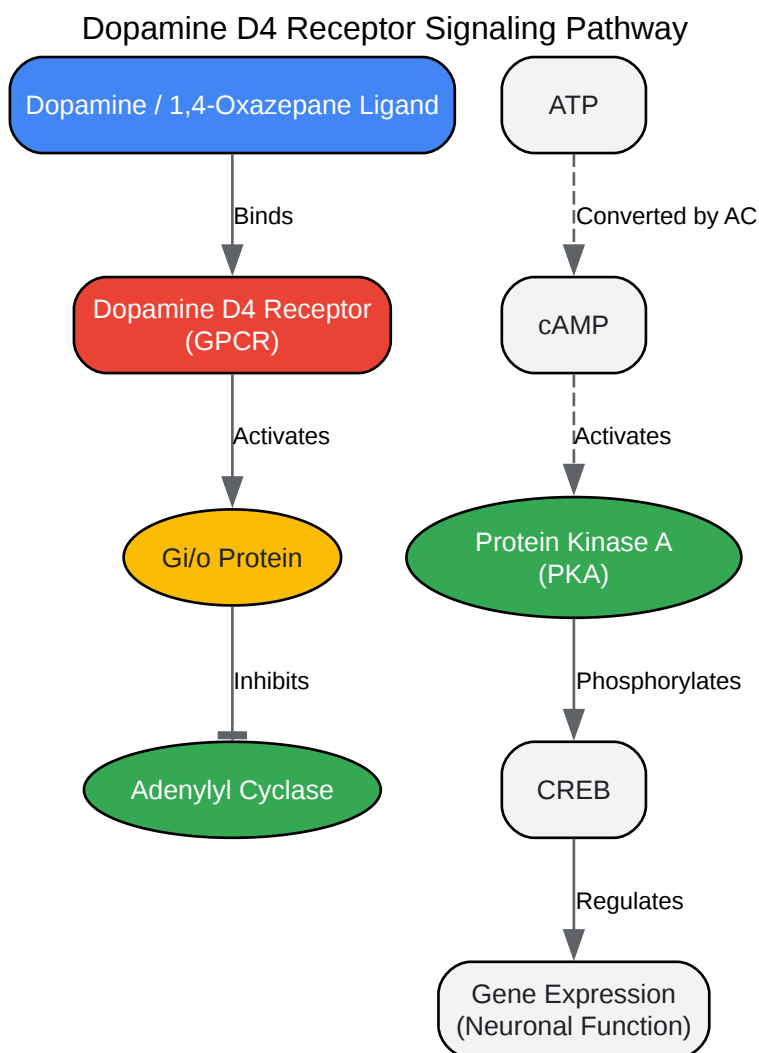 Dopamine D4 Receptor Signaling Pathway
Dopamine / 1,4-Oxazepane Ligand
Binds
Dopamine D4 Receptor
(GPCR)
Activates
Gi/o Protein
Inhibits
Adenylyl Cyclase
ATP
Converted by AC
cAMP
Activates
Protein Kinase A
(PKA)
Phosphorylates
CREB
Regulates
Gene Expression
(Neuronal Function)